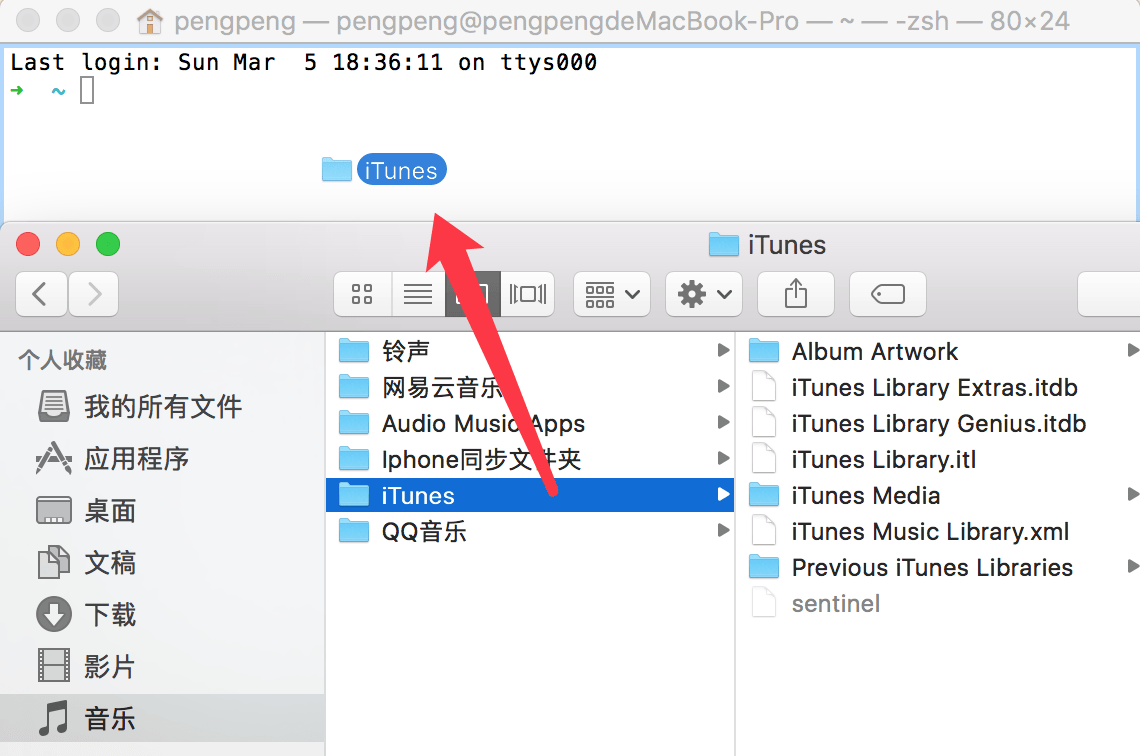 pengpeng — pengpeng@pengpengdeMacBook-Pro — ~ — -zsh — 80×24
Last login: Sun Mar  5 18:36:11 on ttys000
➜  ~
iTunes
iTunes
个人收藏
我的所有文件
应用程序
桌面
文稿
下载
影片
音乐
铃声
网易云音乐
Audio Music Apps
Iphone同步文件夹
iTunes
QQ音乐
Album Artwork
iTunes Library Extras.itdb
iTunes Library Genius.itdb
iTunes Library.itl
iTunes Media
iTunes Music Library.xml
Previous iTunes Libraries
sentinel